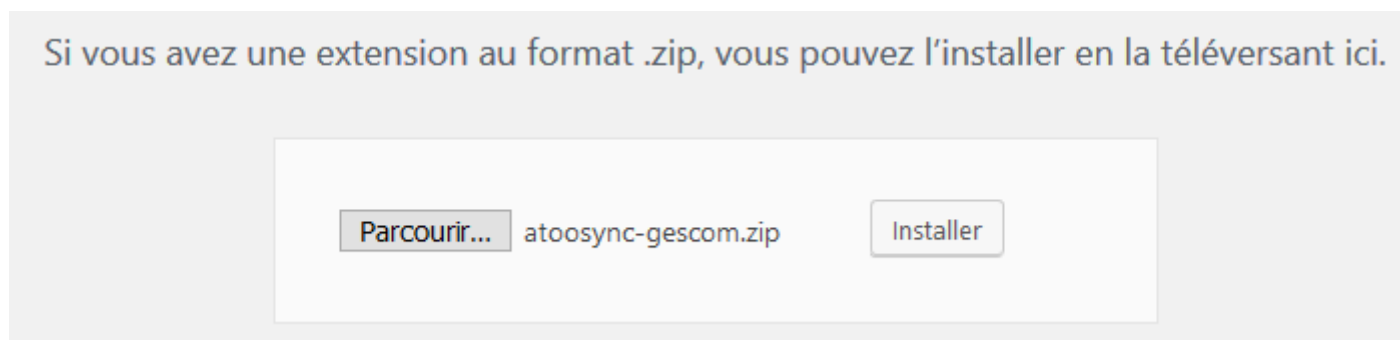 Si vous avez une extension au format .zip, vous pouvez l’installer en la téléversant ici.
Parcourir... atoosync-gescom.zip Installer